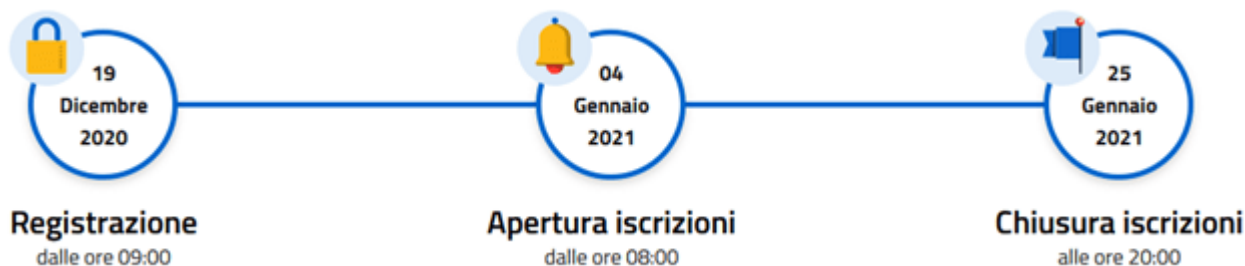 19
Dicembre
2020
Registrazione
dalle ore 09:00
04
Gennaio
2021
Apertura iscrizioni
dalle ore 08:00
25
Gennaio
2021
Chiusura iscrizioni
alle ore 20:00